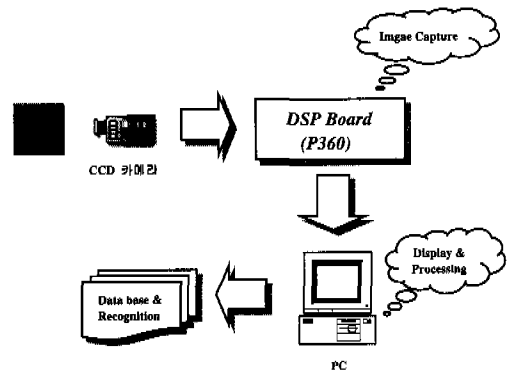 Imgae Capture
DSP Board
(P360)
CCD 카메라
Display &
Processing
Data base &
Recognition
PC